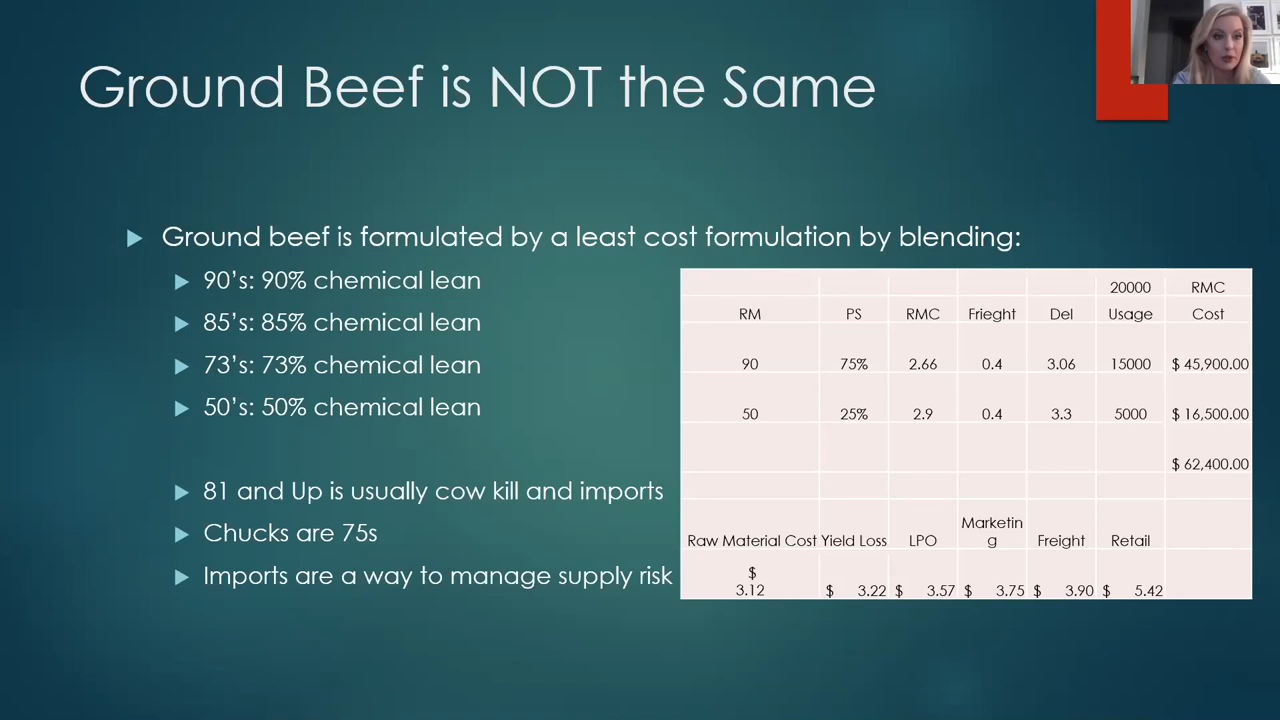 Ground Beef is NOT the Same
Ground beef is formulated by a least cost formulation by blending:
90's: 90% chemical lean
85's: 85% chemical lean
73's: 73% chemical lean
50's: 50% chemical lean
81 and Up is usually cow kill and imports
Chucks are 75s
Imports are a way to manage supply risk
20000 RMC
RM PS RMC Frieght Del Usage Cost
90 75% 2.66 0.4 3.06 15000 $ 45,900.00
50 25% 2.9 0.4 3.3 5000 $ 16,500.00
$ 62,400.00
Marketin
Raw Material Cost Yield Loss LPO g Freight Retail
$
3.12 $ 3.22 $ 3.57 $ 3.75 $ 3.90 $ 5.42